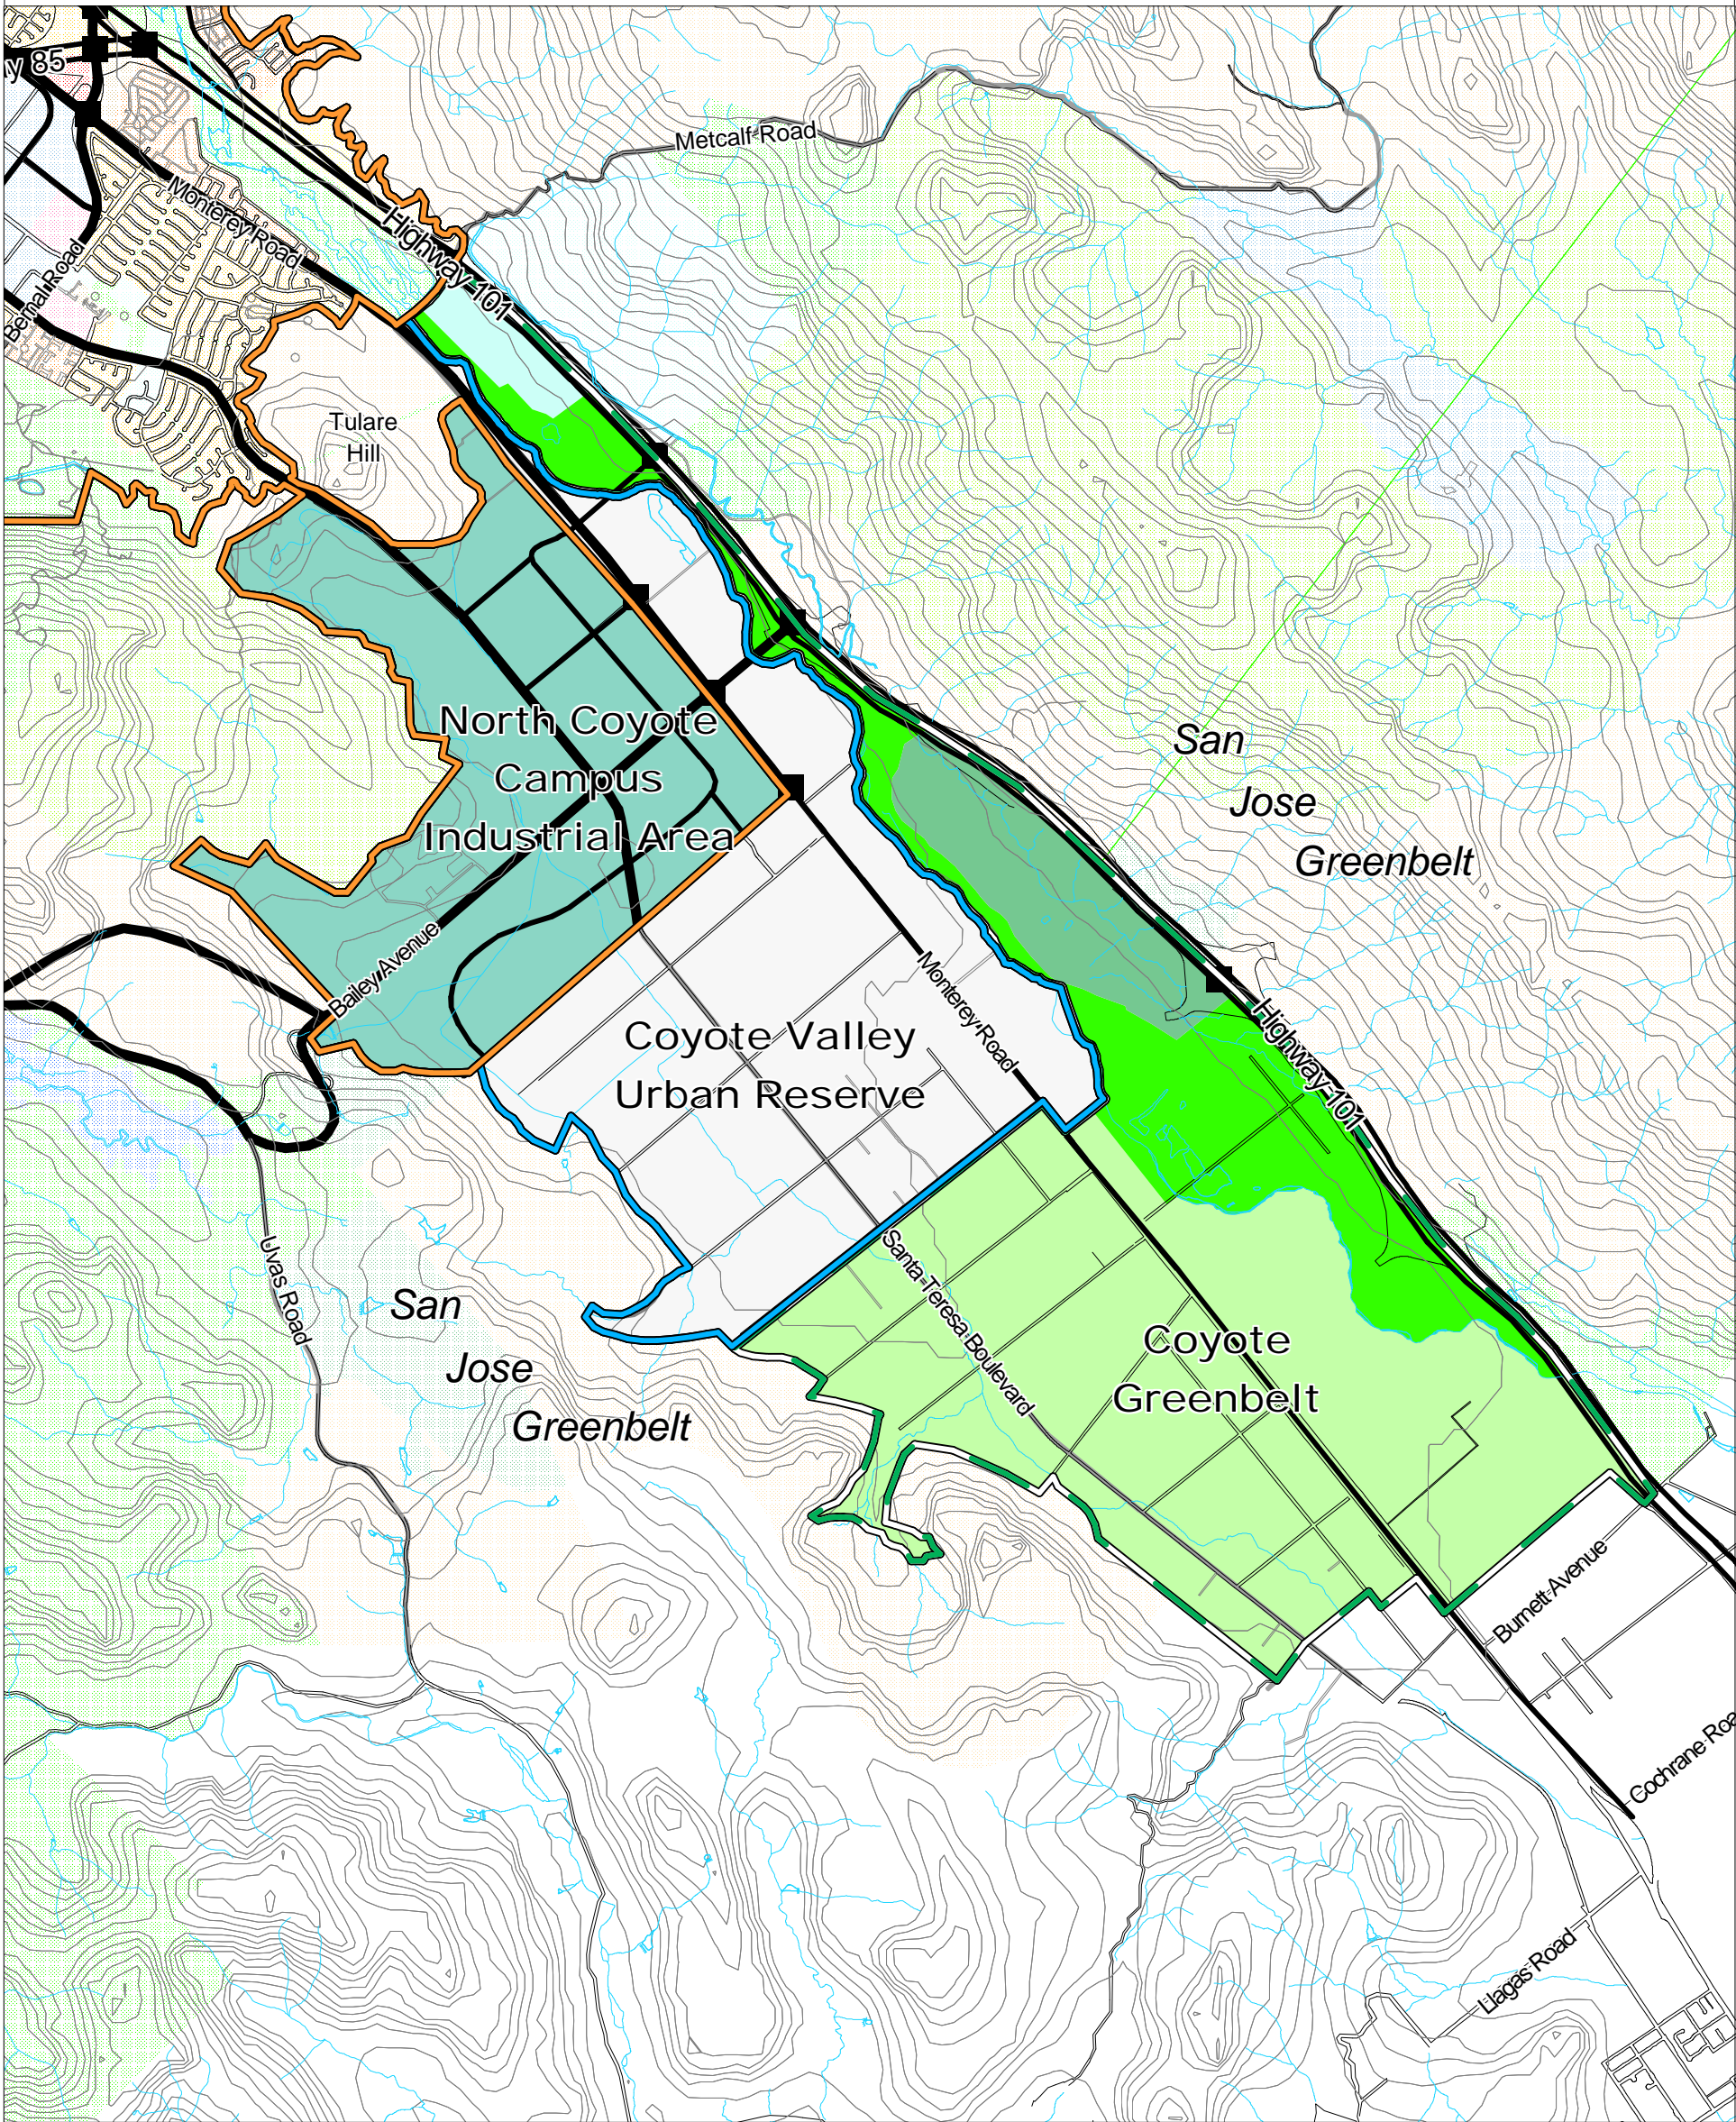 y 85
Metcalf Road
Monterey Road
Highway 101
Bernal Road
Tulare
Hill
North Coyote
Campus
Industrial Area
San
Jose
Greenbelt
Bailey Avenue
Monterey Road
Highway 101
Coyote Valley
Urban Reserve
Uvas Road
Santa Teresa Boulevard
San
Jose
Greenbelt
Coyote
Greenbelt
Burnett Avenue
Cochrane Roa
Llagas Road